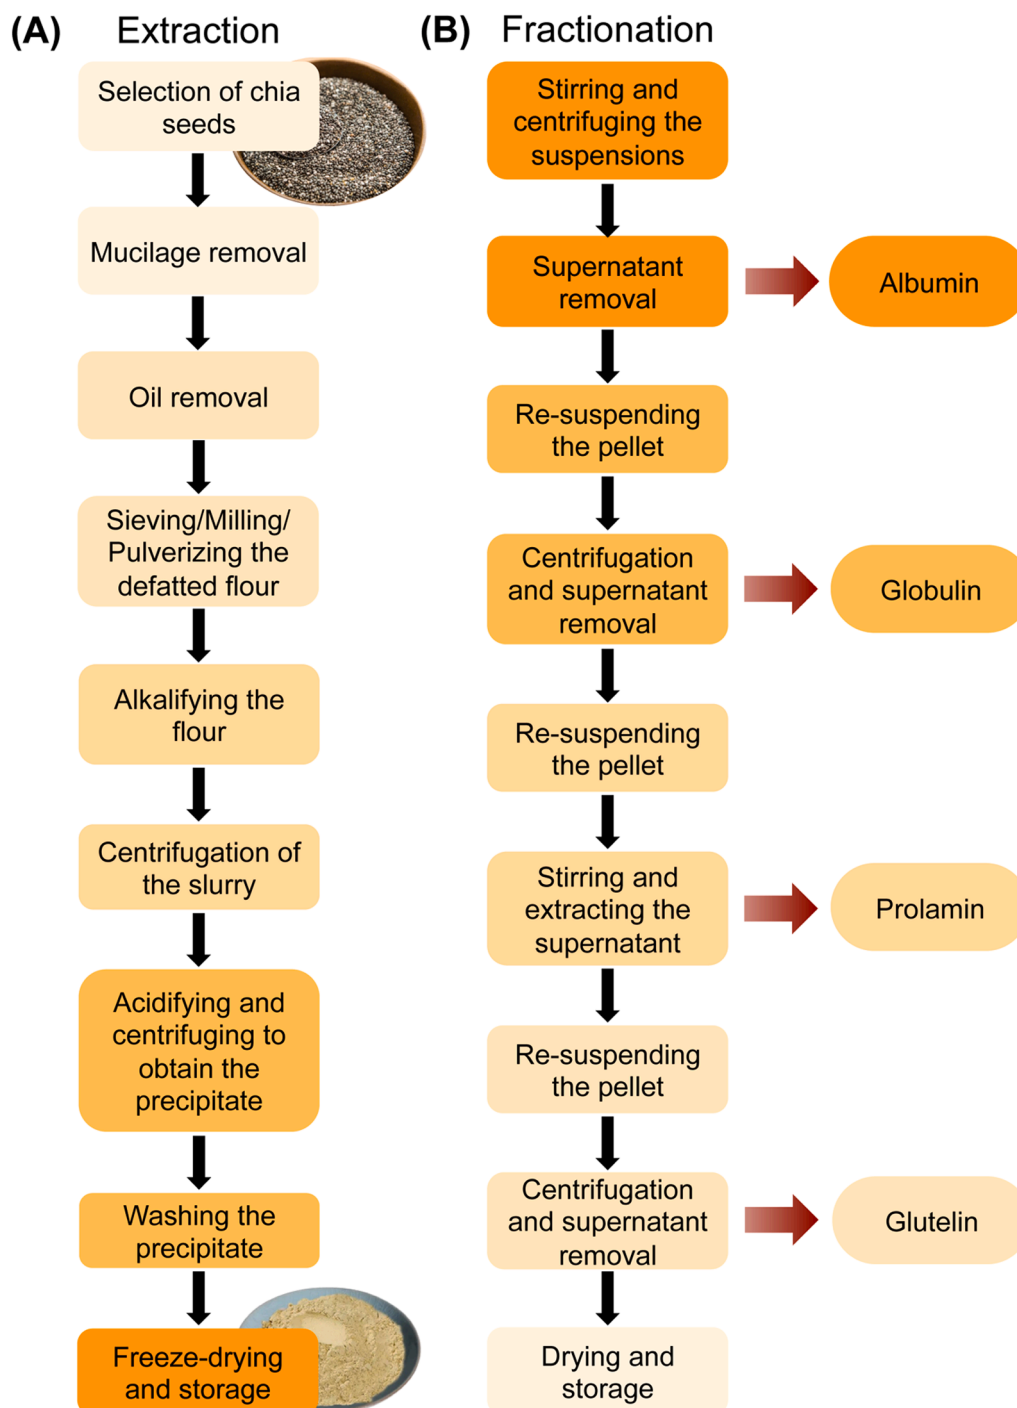 (A) Extraction
Selection of chia
seeds
Mucilage removal
Oil removal
Sieving/Milling/
Pulverizing the
defatted flour
Alkalifying the
flour
Centrifugation of
the slurry
Acidifying and
centrifuging to
obtain the
precipitate
Washing the
precipitate
Freeze-drying
and storage
(B) Fractionation
Stirring and
centrifuging the
suspensions
Supernatant
removal
Albumin
Re-suspending
the pellet
Centrifugation
and supernatant
removal
Globulin
Re-suspending
the pellet
Stirring and
extracting the
supernatant
Prolamin
Re-suspending
the pellet
Centrifugation
and supernatant
removal
Glutelin
Drying and
storage